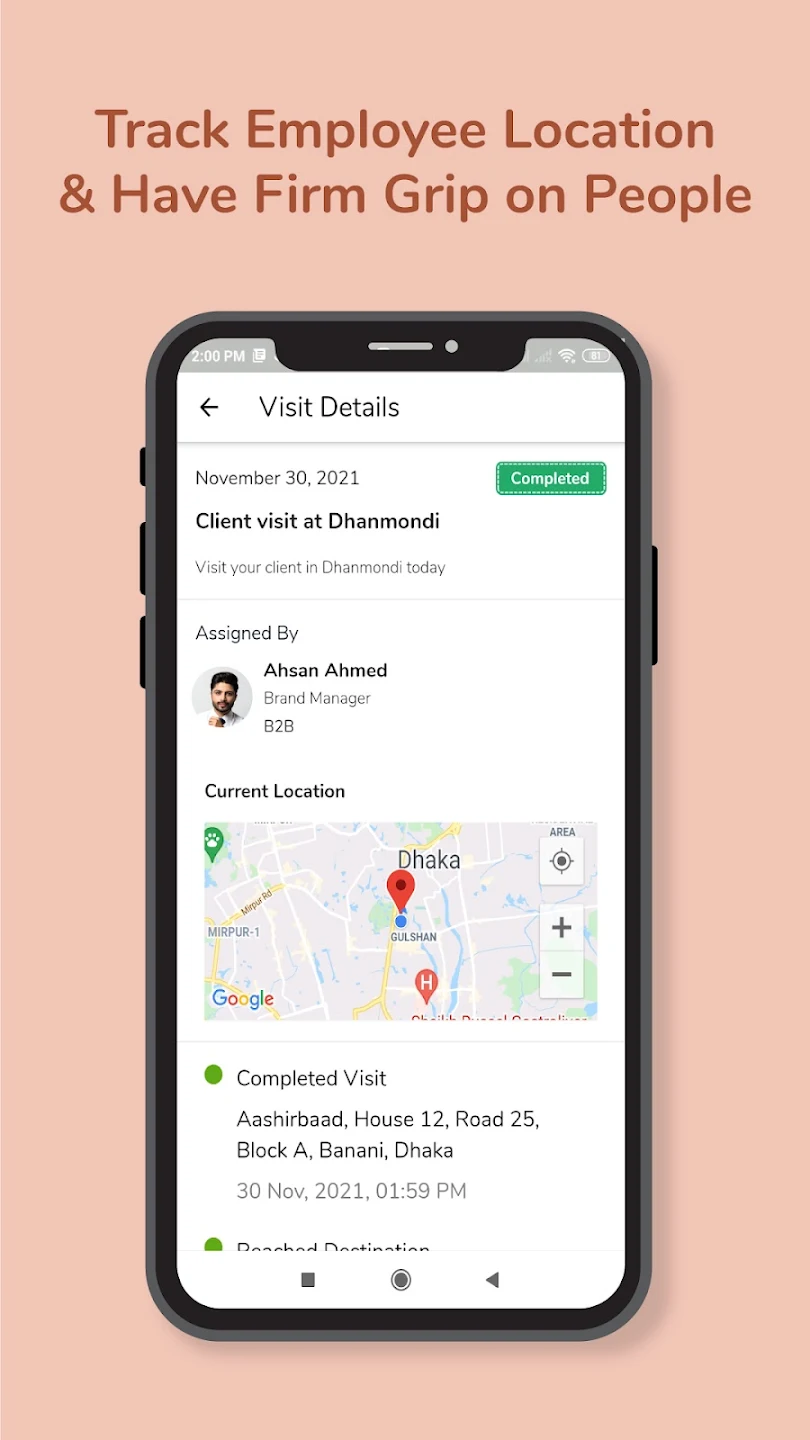 Track Employee Location
& Have Firm Grip on People
2:00 PM
81
Visit Details
November 30, 2021
Completed
Client visit at Dhanmondi
Visit your client in Dhanmondi today
Assigned By
Ahsan Ahmed
Brand Manager
B2B
Current Location
AREA
Dhaka
Mirpur Rd
MIRPUR-1
GULSHAN
H
Google
Completed Visit
Aashirbaad, House 12, Road 25,
Block A, Banani, Dhaka
30 Nov, 2021, 01:59 PM
Reached Destination